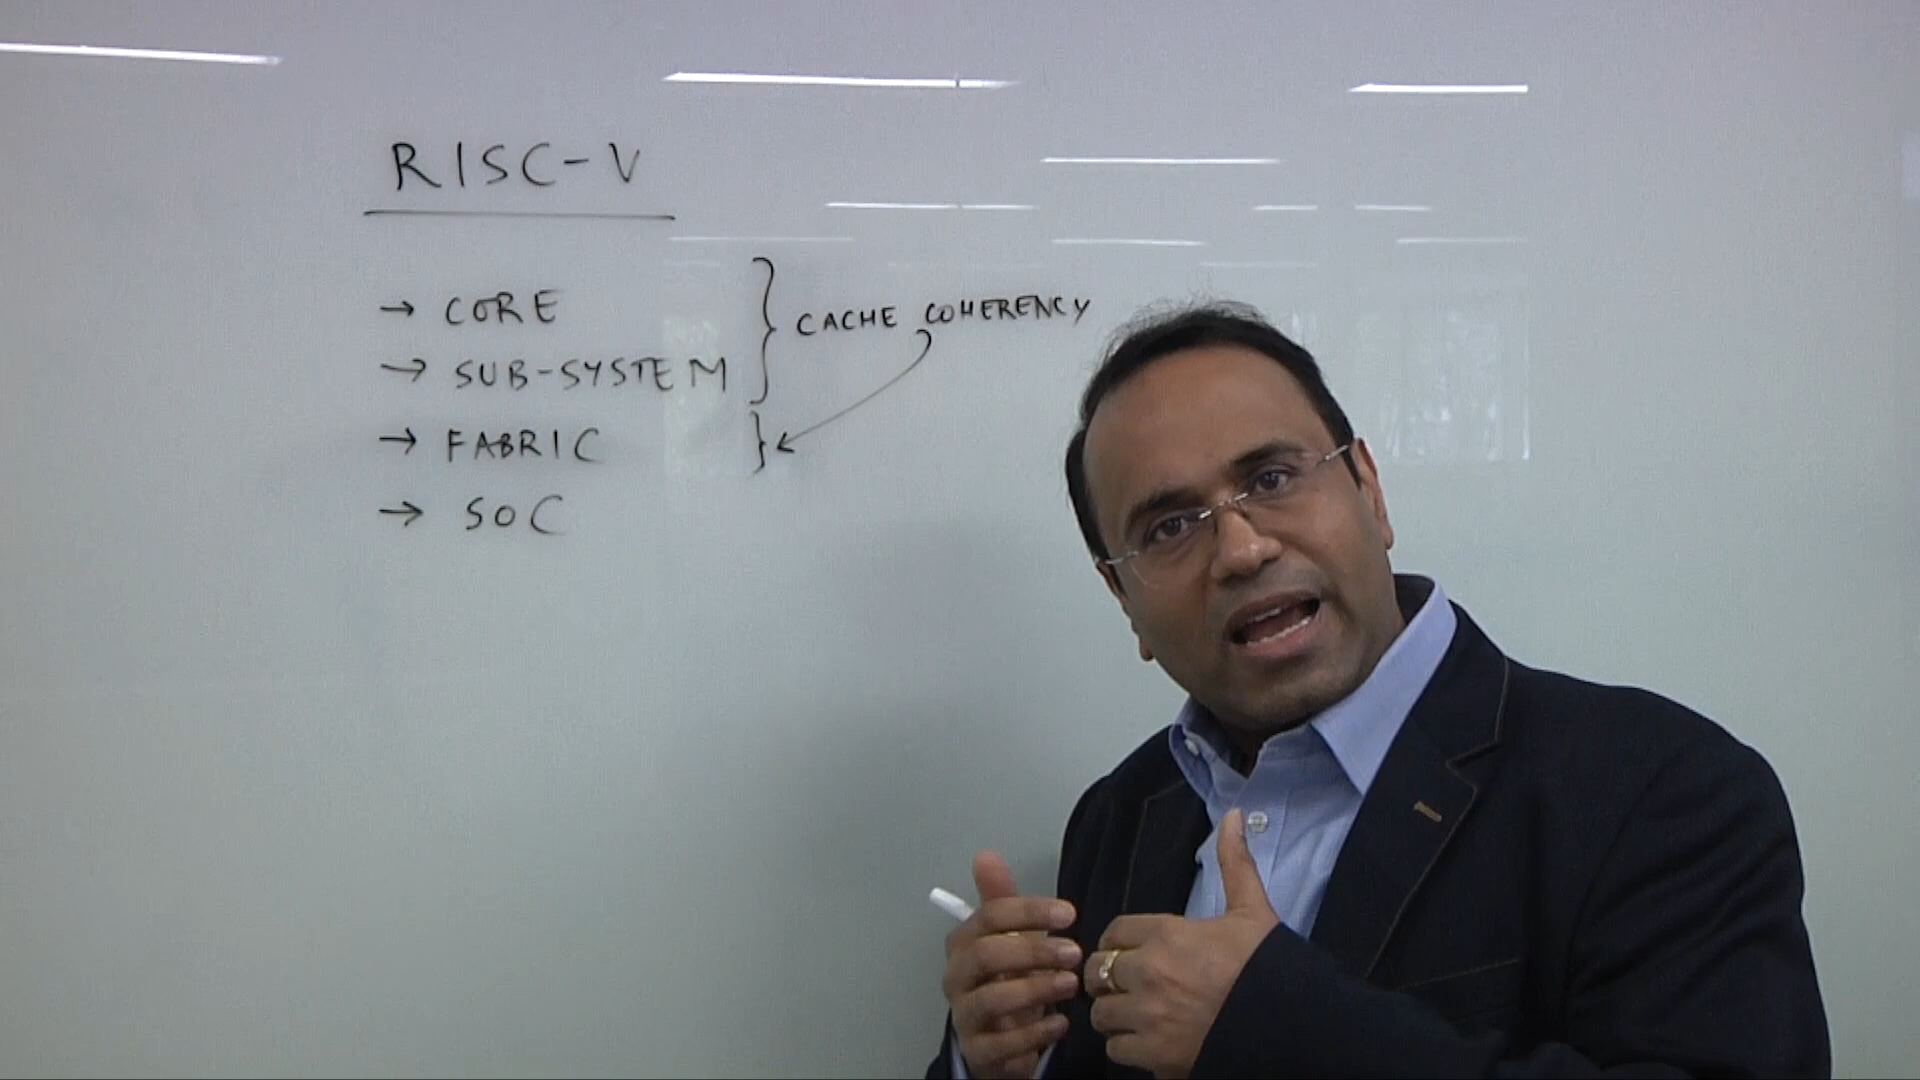 RISC-V
→ CORE
→ SUB-SYSTEM
} CACHE COHERENCY
→ FABRIC }
→ SOC